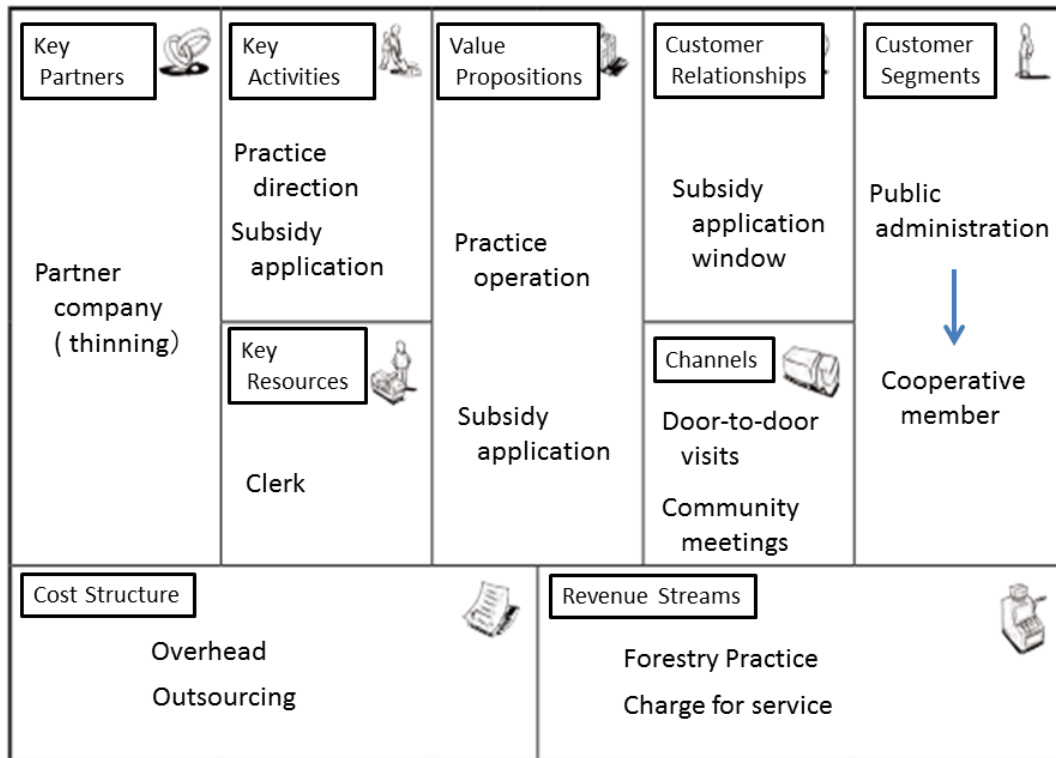 Key
Partners
Partner
company
( thinning）
Key
Activities
Practice
direction
Subsidy
application
Key
Resources
Clerk
Value
Propositions
Practice
operation
Subsidy
application
Customer
Relationships
Subsidy
application
window
Channels
Door-to-door
visits
Community
meetings
Customer
Segments
Public
administration
Cooperative
member
Cost Structure
Overhead
Outsourcing
Revenue Streams
Forestry Practice
Charge for service